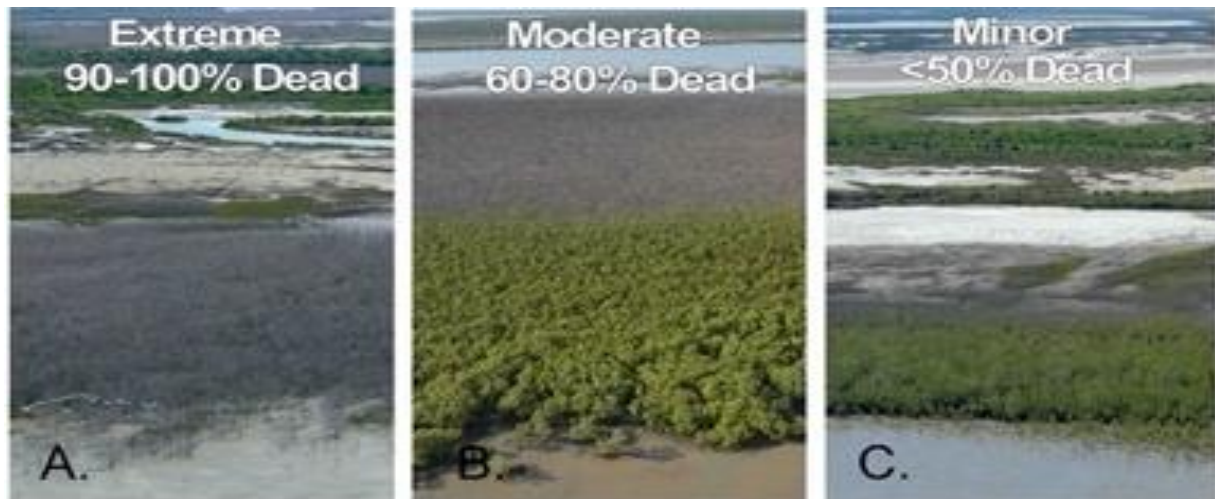 Extreme
90-100% Dead
Moderate
60-80% Dead
Minor
<50% Dead
A.
B.
C.